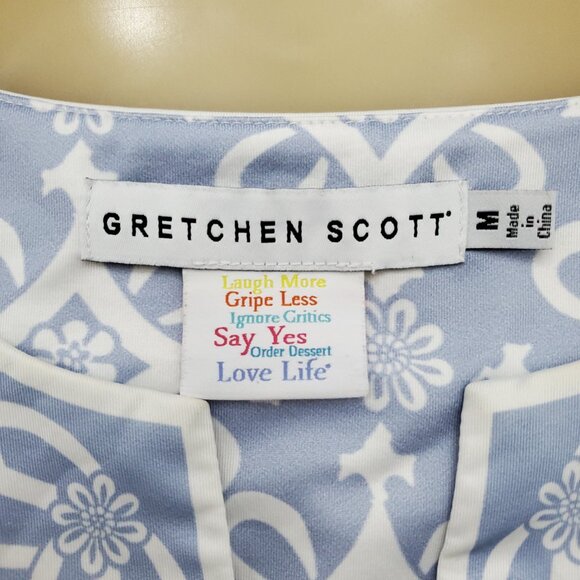 GRETCHEN SCOTT®
M
Made
in
China
Laugh More
Gripe Less
Ignore Critics
Say Yes
Order Dessert
Love Life®